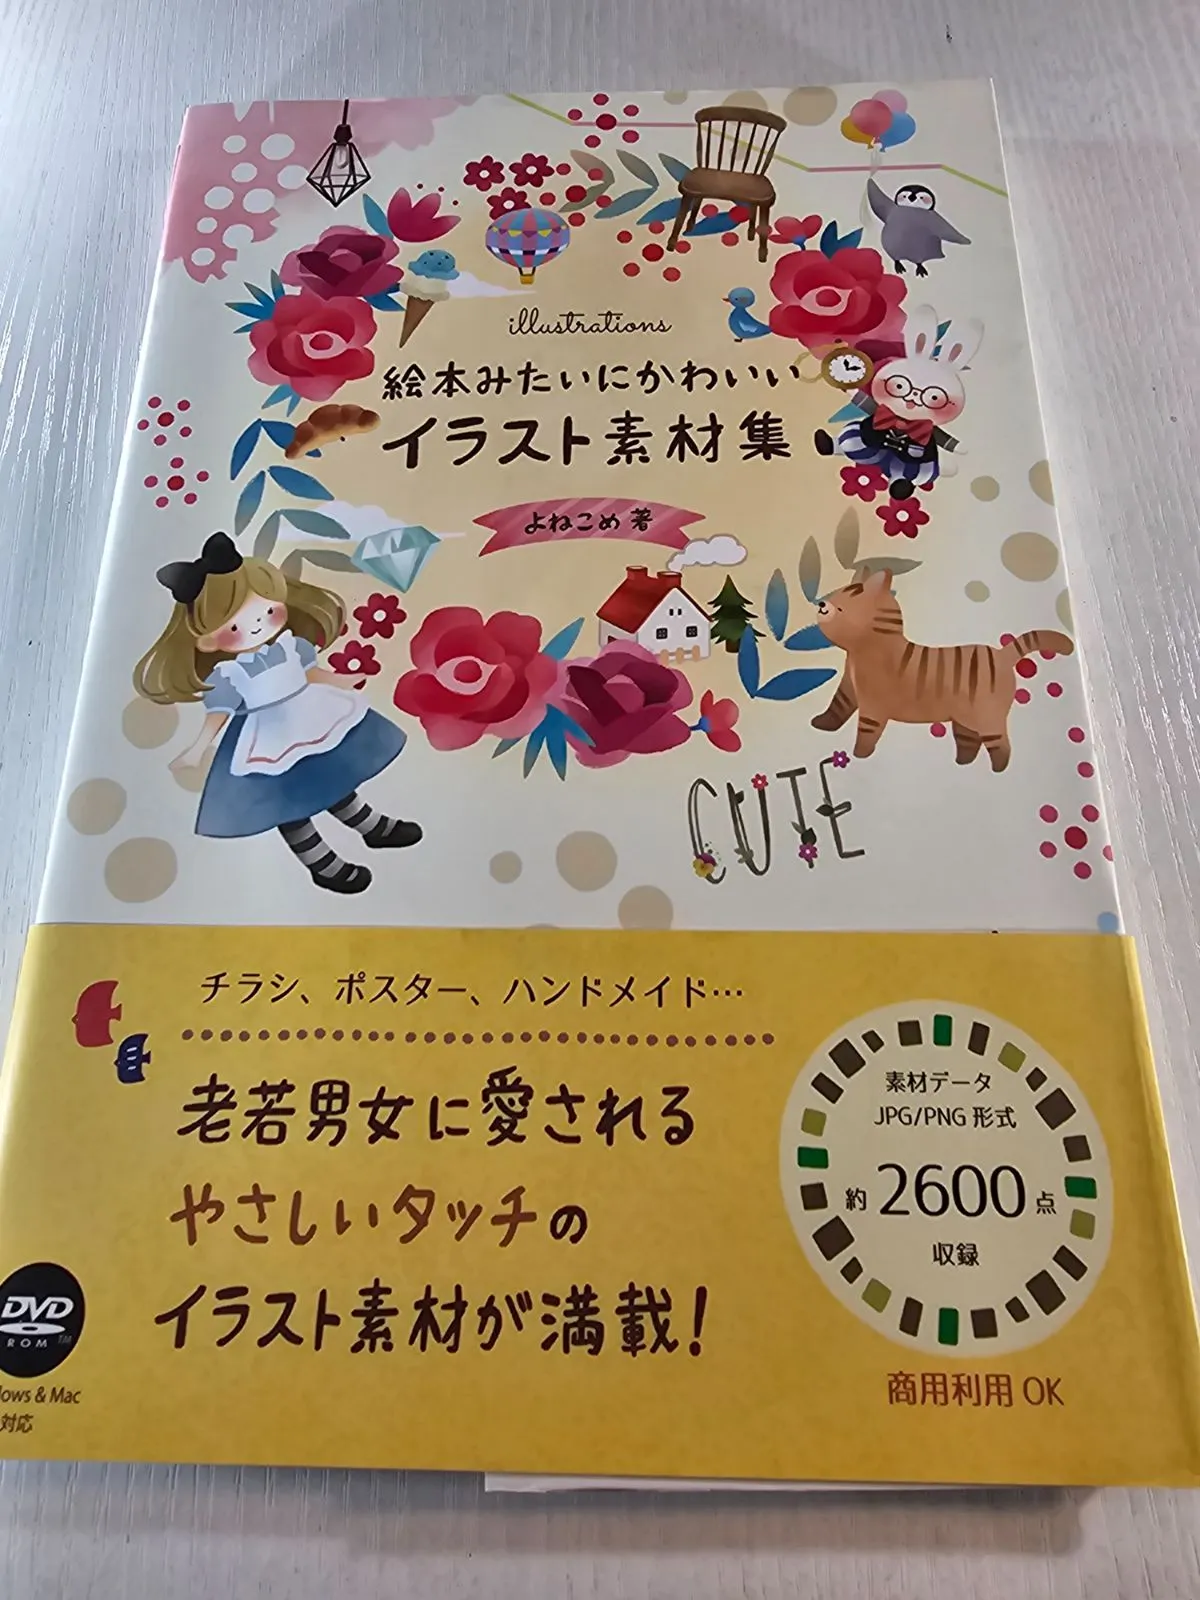 illustrations
絵本みたいにかわいい
イラスト素材集
よねこめ 著
CUTE
チラシ、ポスター、ハンドメイド…
老若男女に愛される
やさしいタッチの
イラスト素材が満載！
素材データ
JPG/PNG 形式
約 2600 点
収録
商用利用 OK
DVD
ROM TM
ows & Mac
対応